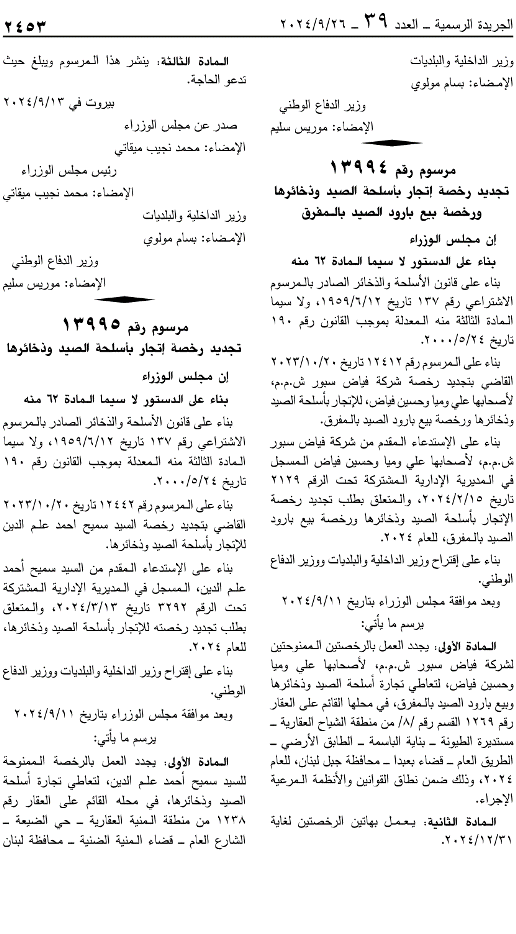 الجريدة الرسمية ــ العدد ٣٩ ــ ٢٠٢٤/٩/٢٦
٢٤٥٣
وزير الداخلية والبلديات
الإمضاء: بسام مولوي
وزير الدفاع الوطني
الإمضاء: موريس سليم
مرسوم رقم ١٣٩٩٤
تجديد رخصة إتجار بأسلحة الصيد وذخائرها
ورخصة بيع بارود الصيد بالمفرق
إن مجلس الوزراء
بناء على الدستور لا سيما المادة ٦٢ منه
بناء على قانون الأسلحة والذخائر الصادر بالمرسوم
الاشتراعي رقم ١٣٧ تاريخ ١٩٥٩/٦/١٢، ولا سيما
المادة الثالثة منه المعدلة بموجب القانون رقم ١٩٠
تاريخ ٢٠٠٠/٥/٢٤.
بناء على المرسوم رقم ١٢٤١٢ تاريخ ٢٠٢٣/١٠/٢٠
القاضي بتجديد رخصة شركة فياض سبور ش.م.م،
لأصحابها علي وميا وحسين فياض، للإتجار بأسلحة الصيد
وذخائرها ورخصة بيع بارود الصيد بالمفرق.
بناء على الإستدعاء المقدم من شركة فياض سبور
ش.م.م، لأصحابها علي وميا وحسين فياض المسجل
في المديرية الإدارية المشتركة تحت الرقم ٢١٢٩
تاريخ ٢٠٢٤/٢/١٥، والمتعلق بطلب تجديد رخصة
الإتجار بأسلحة الصيد وذخائرها ورخصة بيع بارود
الصيد بالمفرق، للعام ٢٠٢٤.
بناء على إقتراح وزير الداخلية والبلديات ووزير الدفاع
الوطني.
وبعد موافقة مجلس الوزراء بتاريخ ٢٠٢٤/٩/١١
يرسم ما يأتي:
المادة الأولى: يجدد العمل بالرخصتين الممنوحتين
لشركة فياض سبور ش.م.م، لأصحابها علي وميا
وحسين فياض، لتعاطي تجارة أسلحة الصيد وذخائرها
وبيع بارود الصيد بالمفرق، في محلها القائم على العقار
رقم ١٢٦٩ القسم رقم /٨/ من منطقة الشياح العقارية ــ
مستديرة الطيونة ــ بناية الباسمة ــ الطابق الأرضي ــ
الطريق العام ــ قضاء بعبدا ــ محافظة جبل لبنان، للعام
٢٠٢٤، وذلك ضمن نطاق القوانين والأنظمة المرعية
الإجراء.
المادة الثانية: يعمل بهاتين الرخصتين لغاية
٢٠٢٤/١٢/٣١.
المادة الثالثة: ينشر هذا المرسوم ويبلغ حيث
تدعو الحاجة.
بيروت في ٢٠٢٤/٩/١٣
صدر عن مجلس الوزراء
الإمضاء: محمد نجيب ميقاتي
رئيس مجلس الوزراء
الإمضاء: محمد نجيب ميقاتي
وزير الداخلية والبلديات
الإمضاء: بسام مولوي
وزير الدفاع الوطني
الإمضاء: موريس سليم
مرسوم رقم ١٣٩٩٥
تجديد رخصة إتجار بأسلحة الصيد وذخائرها
إن مجلس الوزراء
بناء على الدستور لا سيما المادة ٦٢ منه
بناء على قانون الأسلحة والذخائر الصادر بالمرسوم
الاشتراعي رقم ١٣٧ تاريخ ١٩٥٩/٦/١٢، ولا سيما
المادة الثالثة منه المعدلة بموجب القانون رقم ١٩٠
تاريخ ٢٠٠٠/٥/٢٤.
بناء على المرسوم رقم ١٢٤٤٢ تاريخ ٢٠٢٣/١٠/٢٠
القاضي بتجديد رخصة السيد سميح احمد علم الدين
للإتجار بأسلحة الصيد وذخائرها.
بناء على الإستدعاء المقدم من السيد سميح أحمد
علم الدين، المسجل في المديرية الإدارية المشتركة
تحت الرقم ٣٢٩٢ تاريخ ٢٠٢٤/٣/١٣، والمتعلق
بطلب تجديد رخصته للإتجار بأسلحة الصيد وذخائرها،
للعام ٢٠٢٤.
بناء على إقتراح وزير الداخلية والبلديات ووزير الدفاع
الوطني.
وبعد موافقة مجلس الوزراء بتاريخ ٢٠٢٤/٩/١١
يرسم ما يأتي:
المادة الأولى: يجدد العمل بالرخصة الممنوحة
للسيد سميح أحمد علم الدين، لتعاطي تجارة أسلحة
الصيد وذخائرها، في محله القائم على العقار رقم
١٢٣٨ من منطقة المنية العقارية ــ حي الضيعة ــ
الشارع العام ــ قضاء المنية الضنية ــ محافظة لبنان